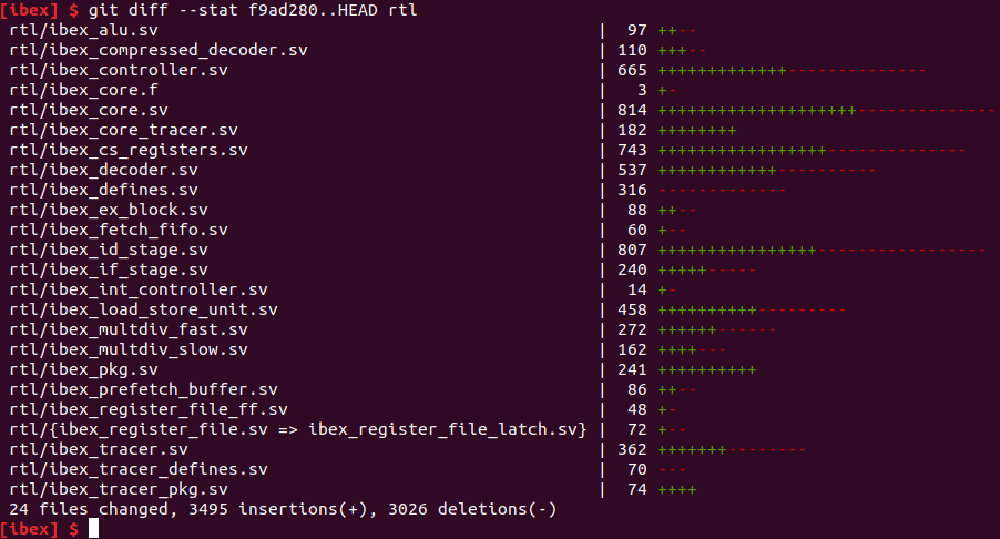 [ibex] $ git diff --stat f9ad280..HEAD rtl
 rtl/ibex_alu.sv                                      |  97 ++--
 rtl/ibex_compressed_decoder.sv                       | 110 +++--
 rtl/ibex_controller.sv                               | 665 +++++++++++++--------------
 rtl/ibex_core.f                                      |   3 +-
 rtl/ibex_core.sv                                     | 814 ++++++++++++++++++++--------------
 rtl/ibex_core_tracer.sv                              | 182 ++++++++
 rtl/ibex_cs_registers.sv                             | 743 +++++++++++++++++--------------
 rtl/ibex_decoder.sv                                  | 537 ++++++++++++----------
 rtl/ibex_defines.sv                                  | 316 -------------
 rtl/ibex_ex_block.sv                                 |  88 ++--
 rtl/ibex_fetch_fifo.sv                               |  60 +--
 rtl/ibex_id_stage.sv                                 | 807 ++++++++++++++++-----------------
 rtl/ibex_if_stage.sv                                 | 240 +++++-----
 rtl/ibex_int_controller.sv                           |  14 +-
 rtl/ibex_load_store_unit.sv                          | 458 ++++++++++---------
 rtl/ibex_multdiv_fast.sv                             | 272 ++++++------
 rtl/ibex_multdiv_slow.sv                             | 162 ++++---
 rtl/ibex_pkg.sv                                      | 241 ++++++++++
 rtl/ibex_prefetch_buffer.sv                          |  86 ++--
 rtl/ibex_register_file_ff.sv                         |  48 +-
 rtl/{ibex_register_file.sv => ibex_register_file_latch.sv} |  72 +--
 rtl/ibex_tracer.sv                                   | 362 +++++++--------
 rtl/ibex_tracer_defines.sv                           |  70 ---
 rtl/ibex_tracer_pkg.sv                               |  74 ++++
 24 files changed, 3495 insertions(+), 3026 deletions(-)
[ibex] $